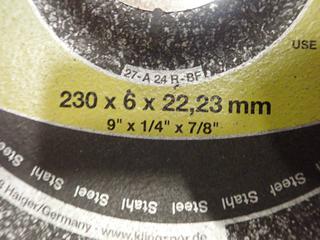 USE
27-A 24 R-BF
230 x 6 x 22,23 mm
9" x 1/4" x 7/8"
Steel Stahl Steel Stahl Steel Stahl Steel Stahl
Haiger/Germany · www.klingspor.de